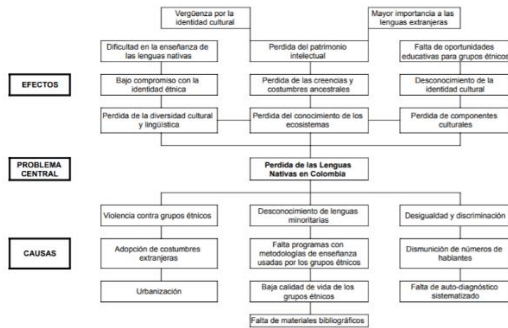 Vergüenza por la
identidad cultural
Mayor importancia a las
lenguas extranjeras
Dificultad en la enseñanza de
las lenguas nativas
Perdida del patrimonio
intelectual
Falta de oportunidades
educativas para grupos étnicos
EFECTOS
Bajo compromiso con la
identidad étnica
Perdida de las creencias y
costumbres ancestrales
Desconocimiento de la
identidad cultural
Perdida de la diversidad cultural
y lingüística
Perdida del conocimiento de los
ecosistemas
Perdida de componentes
culturales
PROBLEMA
CENTRAL
Perdida de las Lenguas
Nativas en Colombia
Violencia contra grupos étnicos
Desconocimiento de lenguas
minoritarias
Desigualdad y discriminación
CAUSAS
Adopción de costumbres
extranjeras
Falta programas con
metodologías de enseñanza
usadas por los grupos étnicos
Dismunición de números de
hablantes
Urbanización
Baja calidad de vida de los
grupos étnicos
Falta de auto-diagnóstico
sistematizado
Falta de materiales bibliográficos